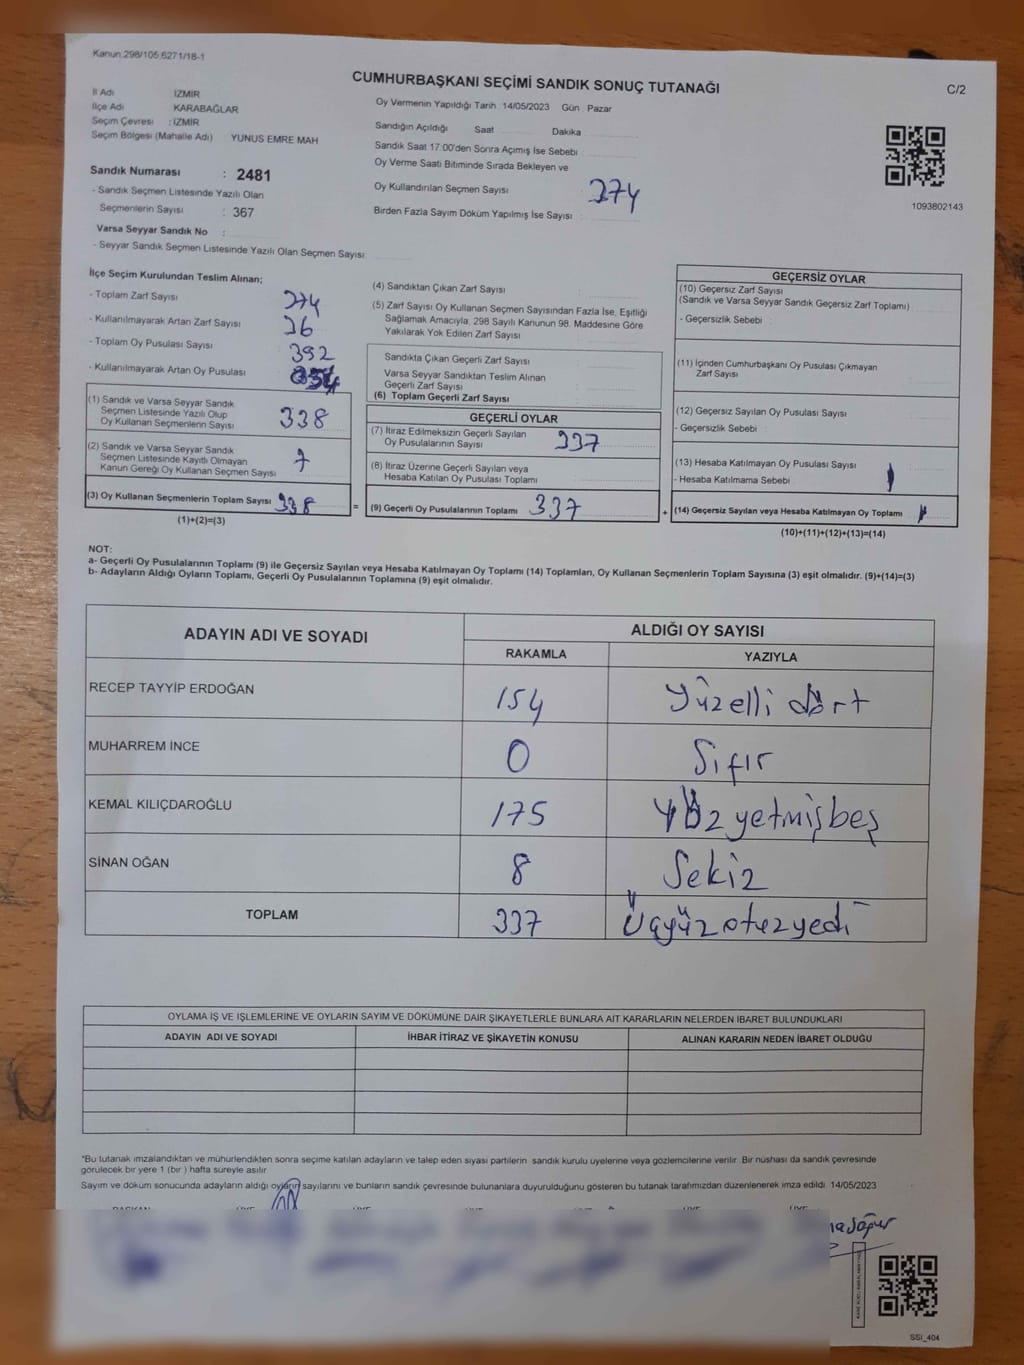 Kanun.298/105,6271/18-1
CUMHURBAŞKANI SEÇİMİ SANDIK SONUÇ TUTANAĞI
C/2
İl Adı İZMİR
İlçe Adı KARABAĞLAR
Seçim Çevresi : İZMİR
Seçim Bölgesi (Mahalle Adı) YUNUS EMRE MAH
Oy Vermenin Yapıldığı Tarih : 14/05/2023 Gün : Pazar
Sandığın Açıldığı Saat Dakika
Sandık Saat 17:00'den Sonra Açımış İse Sebebi :
Oy Verme Saati Bitiminde Sırada Bekleyen ve
Oy Kullandırılan Seçmen Sayısı : 274
Birden Fazla Sayım Döküm Yapılmış İse Sayısı :
1093802143
Sandık Numarası : 2481
- Sandık Seçmen Listesinde Yazılı Olan
Seçmenlerin Sayısı : 367
Varsa Seyyar Sandık No :
- Seyyar Sandık Seçmen Listesinde Yazılı Olan Seçmen Sayısı:
İlçe Seçim Kurulundan Teslim Alınan;
- Toplam Zarf Sayısı 374
- Kullanılmayarak Artan Zarf Sayısı 36
- Toplam Oy Pusulası Sayısı 392
- Kullanılmayarak Artan Oy Pusulası
(1) Sandık ve Varsa Seyyar Sandık
Seçmen Listesinde Yazılı Olup
Oy Kullanan Seçmenlerin Sayısı 338
(2) Sandık ve Varsa Seyyar Sandık
Seçmen Listesinde Kayıtlı Olmayan
Kanun Gereği Oy Kullanan Seçmen Sayısı
(3) Oy Kullanan Seçmenlerin Toplam Sayısı 338 =
(1)+(2)=(3)
(4) Sandıktan Çıkan Zarf Sayısı :
(5) Zarf Sayısı Oy Kullanan Seçmen Sayısından Fazla İse, Eşitliği
Sağlamak Amacıyla, 298 Sayılı Kanunun 98. Maddesine Göre
Yakılarak Yok Edilen Zarf Sayısı :
Sandıkta Çıkan Geçerli Zarf Sayısı :
Varsa Seyyar Sandıktan Teslim Alınan
Geçerli Zarf Sayısı :
(6) Toplam Geçerli Zarf Sayısı :
GEÇERLİ OYLAR
(7) İtiraz Edilmeksizin Geçerli Sayılan
Oy Pusulalarının Sayısı 337
(8) İtiraz Üzerine Geçerli Sayılan veya
Hesaba Katılan Oy Pusulası Toplamı :
(9) Geçerli Oy Pusulalarının Toplamı 337 +
GEÇERSİZ OYLAR
(10) Geçersiz Zarf Sayısı
(Sandık ve Varsa Seyyar Sandık Geçersiz Zarf Toplamı)
- Geçersizlik Sebebi :
(11) İçinden Cumhurbaşkanı Oy Pusulası Çıkmayan
Zarf Sayısı
(12) Geçersiz Sayılan Oy Pusulası Sayısı
- Geçersizlik Sebebi :
(13) Hesaba Katılmayan Oy Pusulası Sayısı
- Hesaba Katılmama Sebebi : 1
(14) Geçersiz Sayılan veya Hesaba Katılmayan Oy Toplamı 1
(10)+(11)+(12)+(13)=(14)
NOT:
a- Geçerli Oy Pusulalarının Toplamı (9) ile Geçersiz Sayılan veya Hesaba Katılmayan Oy Toplamı (14) Toplamları, Oy Kullanan Seçmenlerin Toplam Sayısına (3) eşit olmalıdır. (9)+(14)=(3)
b- Adayların Aldığı Oyların Toplamı, Geçerli Oy Pusulalarının Toplamına (9) eşit olmalıdır.
ADAYIN ADI VE SOYADI ALDIĞI OY SAYISI
RAKAMLA YAZIYLA
RECEP TAYYİP ERDOĞAN 154 Yüzelli dört
MUHARREM İNCE 0 Sıfır
KEMAL KILIÇDAROĞLU 175 Yüz yetmişbeş
SİNAN OĞAN 8 Sekiz
TOPLAM 337 Üçyüzotuzyedi
OYLAMA İŞ VE İŞLEMLERİNE VE OYLARIN SAYIM VE DÖKÜMÜNE DAİR ŞİKAYETLERLE BUNLARA AİT KARARLARIN NELERDEN İBARET BULUNDUKLARI
ADAYIN ADI VE SOYADI İHBAR İTİRAZ VE ŞİKAYETİN KONUSU ALINAN KARARIN NEDEN İBARET OLDUĞU
*Bu tutanak imzalandıktan ve mühürlendikten sonra seçime katılan adayların ve talep eden siyasi partilerin sandık kurulu üyelerine veya gözlemcilerine verilir. Bir nüshası da sandık çevresinde
görülecek bir yere 1 (bir ) hafta süreyle asılır
Sayım ve döküm sonucunda adayların aldığı oyların sayılarını ve bunların sandık çevresinde bulunanlara duyurulduğunu gösteren bu tutanak tarafımızdan düzenlenerek imza edildi. 14/05/2023
SSI_404